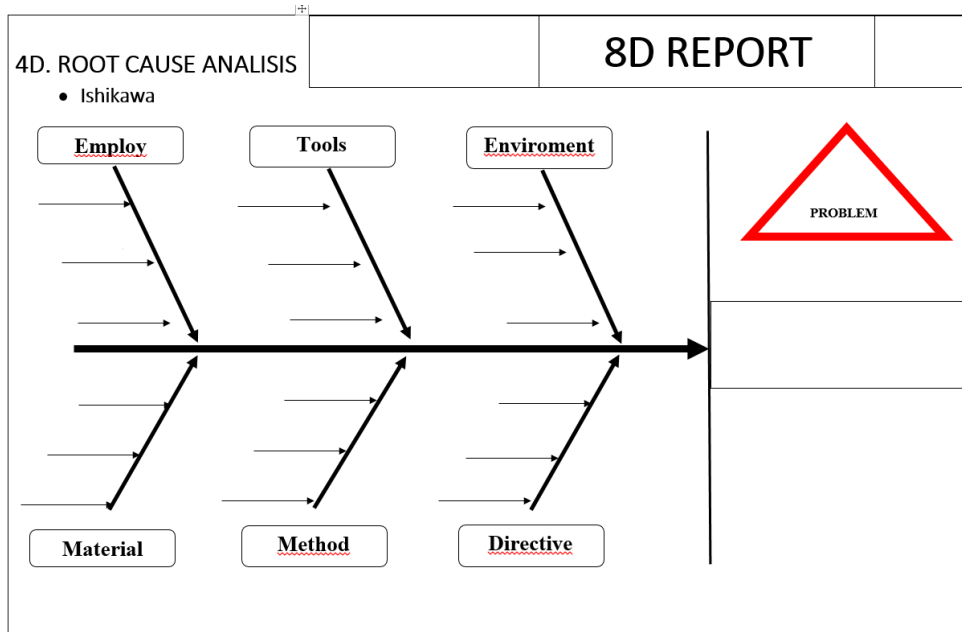 8D REPORT
4D. ROOT CAUSE ANALISIS
Ishikawa
Employ
Tools
Enviroment
PROBLEM
Material
Method
Directive